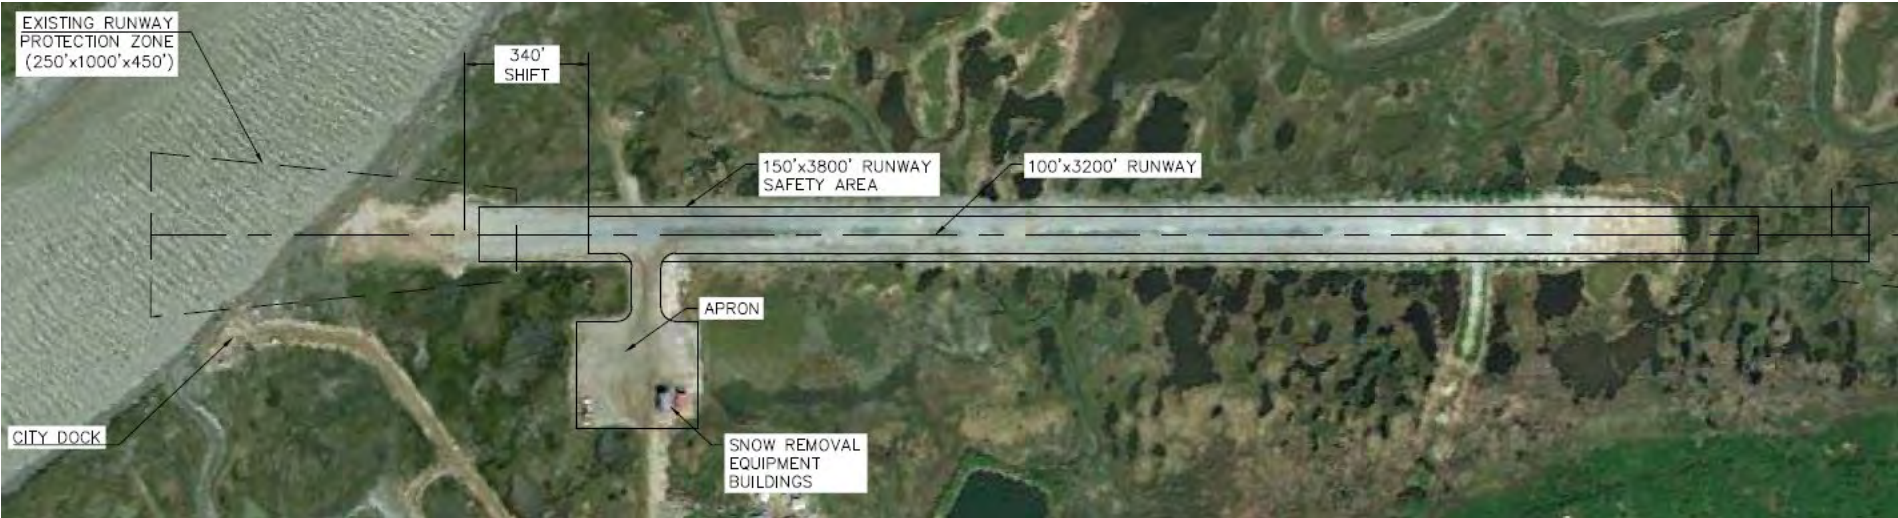 EXISTING RUNWAY
PROTECTION ZONE
(250'x1000'x450')
340'
SHIFT
150'x3800' RUNWAY
SAFETY AREA
100'x3200' RUNWAY
APRON
CITY DOCK
SNOW REMOVAL
EQUIPMENT
BUILDINGS